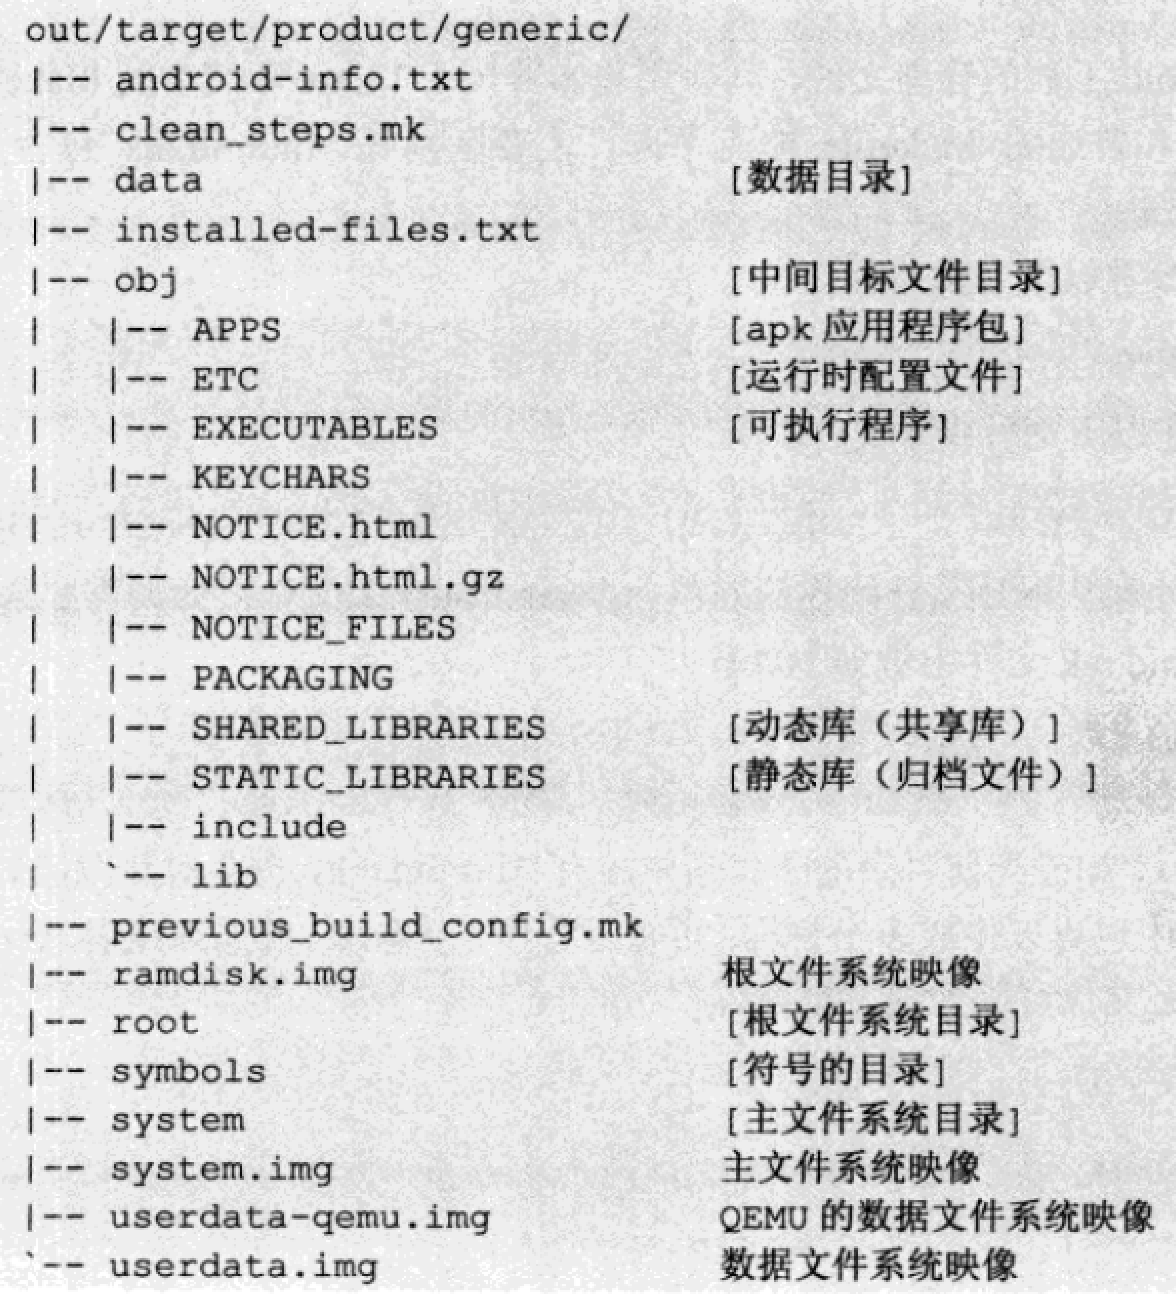 out/target/product/generic/
|-- android-info.txt
|-- clean_steps.mk
|-- data [数据目录]
|-- installed-files.txt
|-- obj [中间目标文件目录]
|   |-- APPS [apk 应用程序包]
|   |-- ETC [运行时配置文件]
|   |-- EXECUTABLES [可执行程序]
|   |-- KEYCHARS
|   |-- NOTICE.html
|   |-- NOTICE.html.gz
|   |-- NOTICE_FILES
|   |-- PACKAGING
|   |-- SHARED_LIBRARIES [动态库（共享库）]
|   |-- STATIC_LIBRARIES [静态库（归档文件）]
|   |-- include
|   `-- lib
|-- previous_build_config.mk
|-- ramdisk.img 根文件系统映像
|-- root [根文件系统目录]
|-- symbols [符号的目录]
|-- system [主文件系统目录]
|-- system.img 主文件系统映像
|-- userdata-qemu.img QEMU 的数据文件系统映像
`-- userdata.img 数据文件系统映像